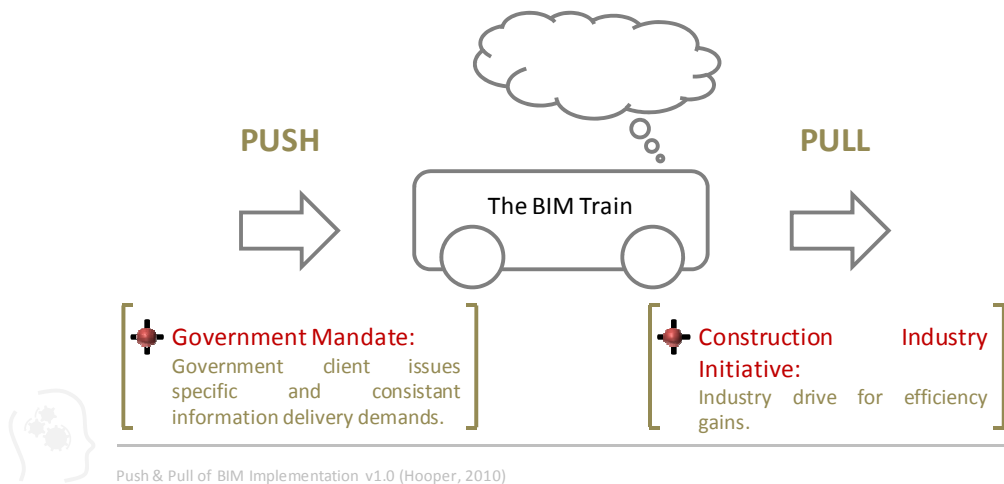 PUSH
PULL
The BIM Train
Government Mandate:
Government client issues
specific and consistant
information delivery demands.
Construction Industry
Initiative:
Industry drive for efficiency
gains.
Push & Pull of BIM Implementation v1.0 (Hooper, 2010)